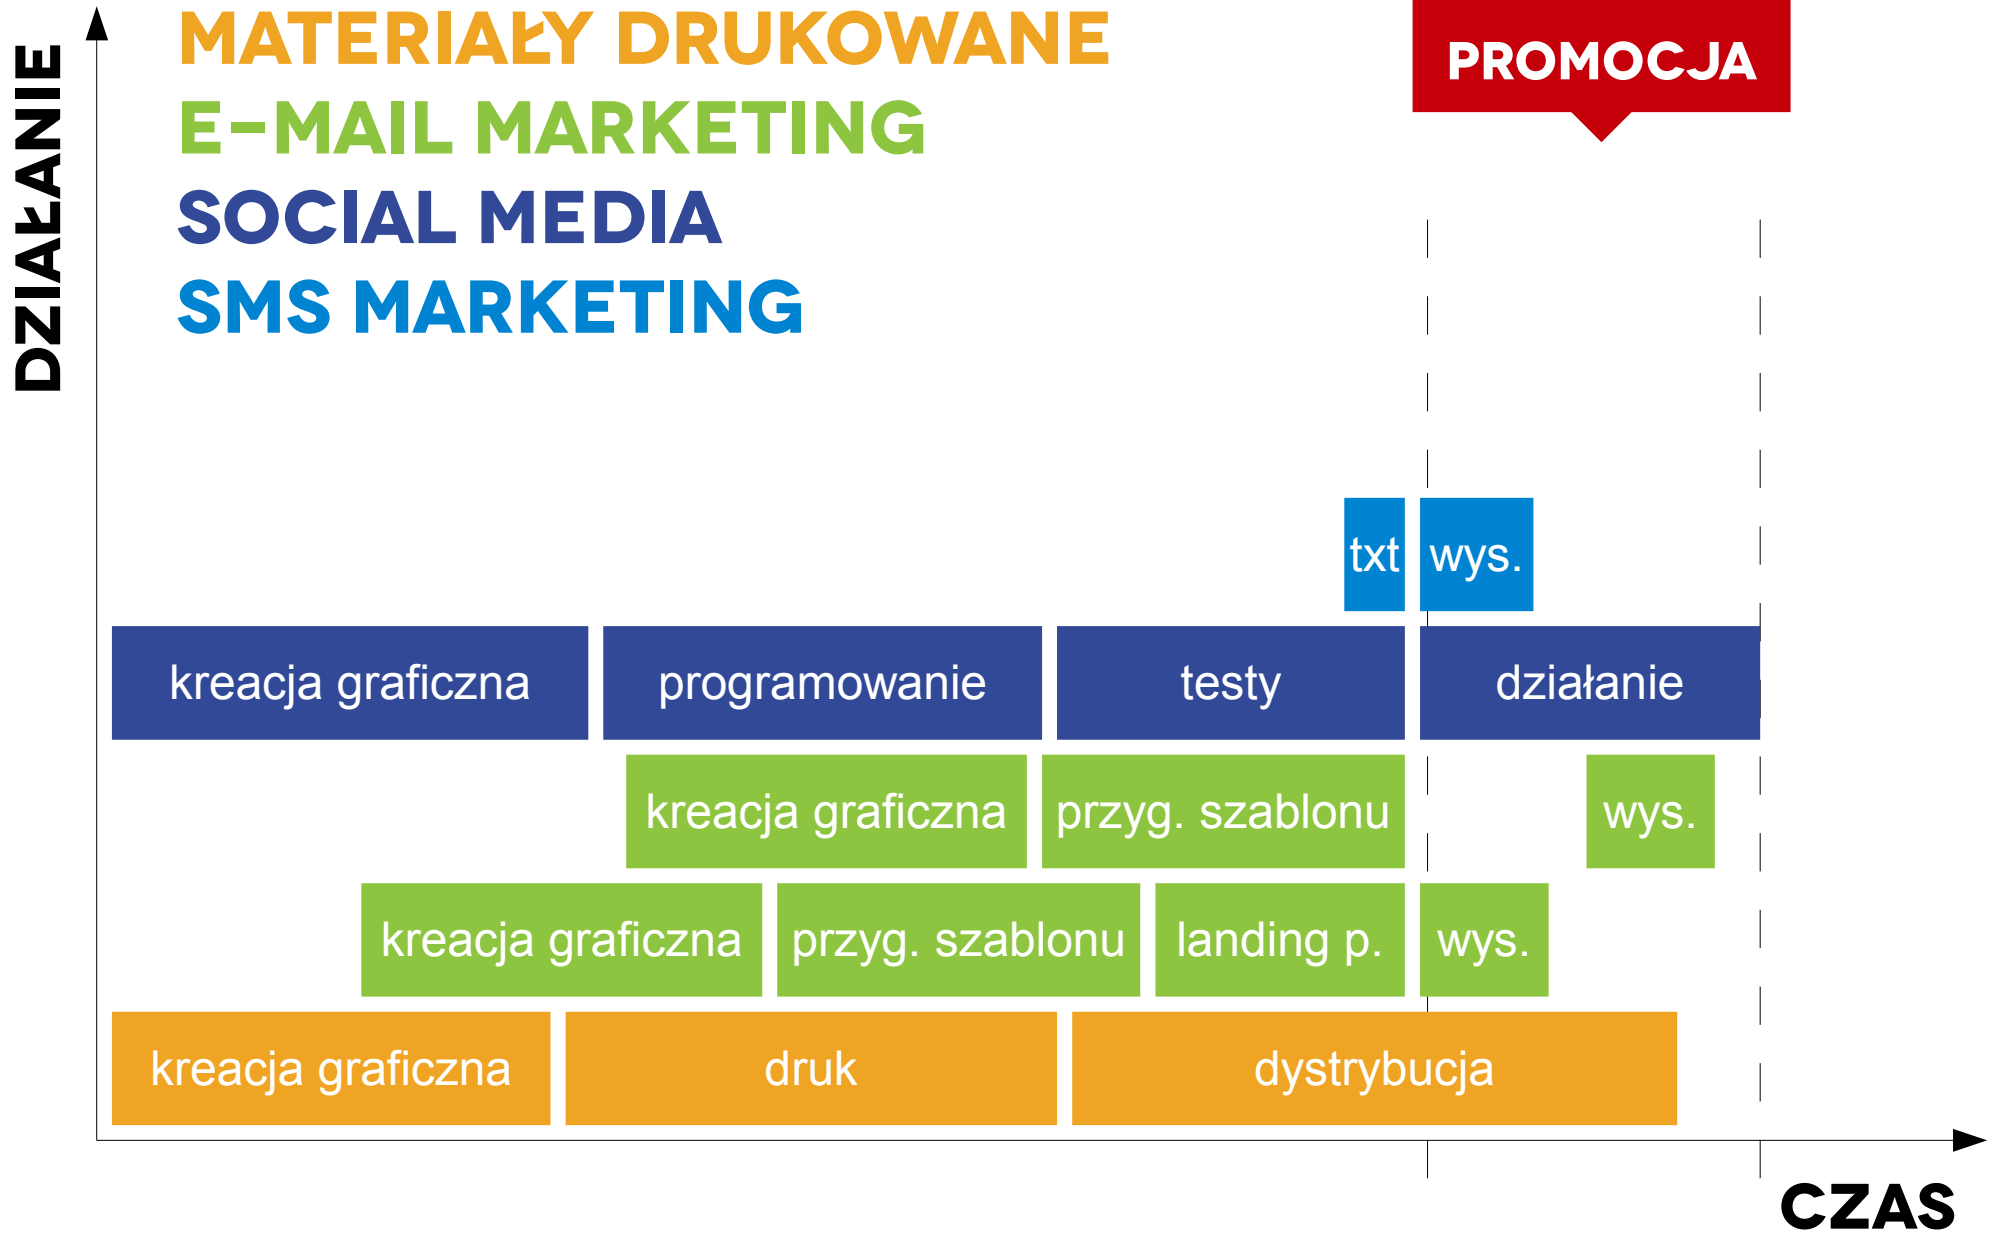 DZIAŁANIE
MATERIAŁY DRUKOWANE
E-MAIL MARKETING
SOCIAL MEDIA
SMS MARKETING
PROMOCJA
txt wys.
kreacja graficzna programowanie testy działanie
kreacja graficzna przyg. szablonu wys.
kreacja graficzna przyg. szablonu landing p. wys.
kreacja graficzna druk dystrybucja
CZAS